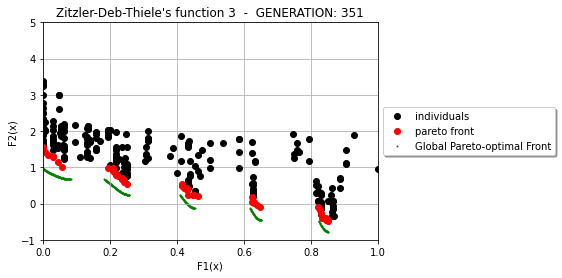 Zitzler-Deb-Thiele's function 3 - GENERATION: 351
5
4
3
2
1
0
−1
F2(x)
0.0 0.2 0.4 0.6 0.8 1.0
F1(x)
individuals
pareto front
Global Pareto-optimal Front